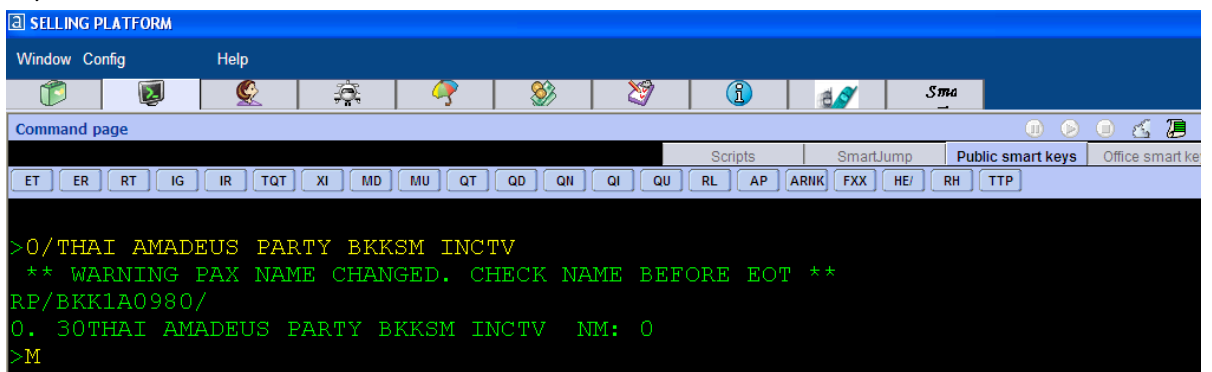 a SELLING PLATFORM
Window Config Help
Sma
Command page
Scripts SmartJump Public smart keys Office smart ke
ET ER RT IG IR TQT XI MD MU QT QD QN QI QU RL AP ARNK FXX HE/ RH TTP
>0/THAI AMADEUS PARTY BKKSM INCTV
** WARNING PAX NAME CHANGED. CHECK NAME BEFORE EOT **
RP/BKK1A0980/
0. 30THAI AMADEUS PARTY BKKSM INCTV NM: 0
>M